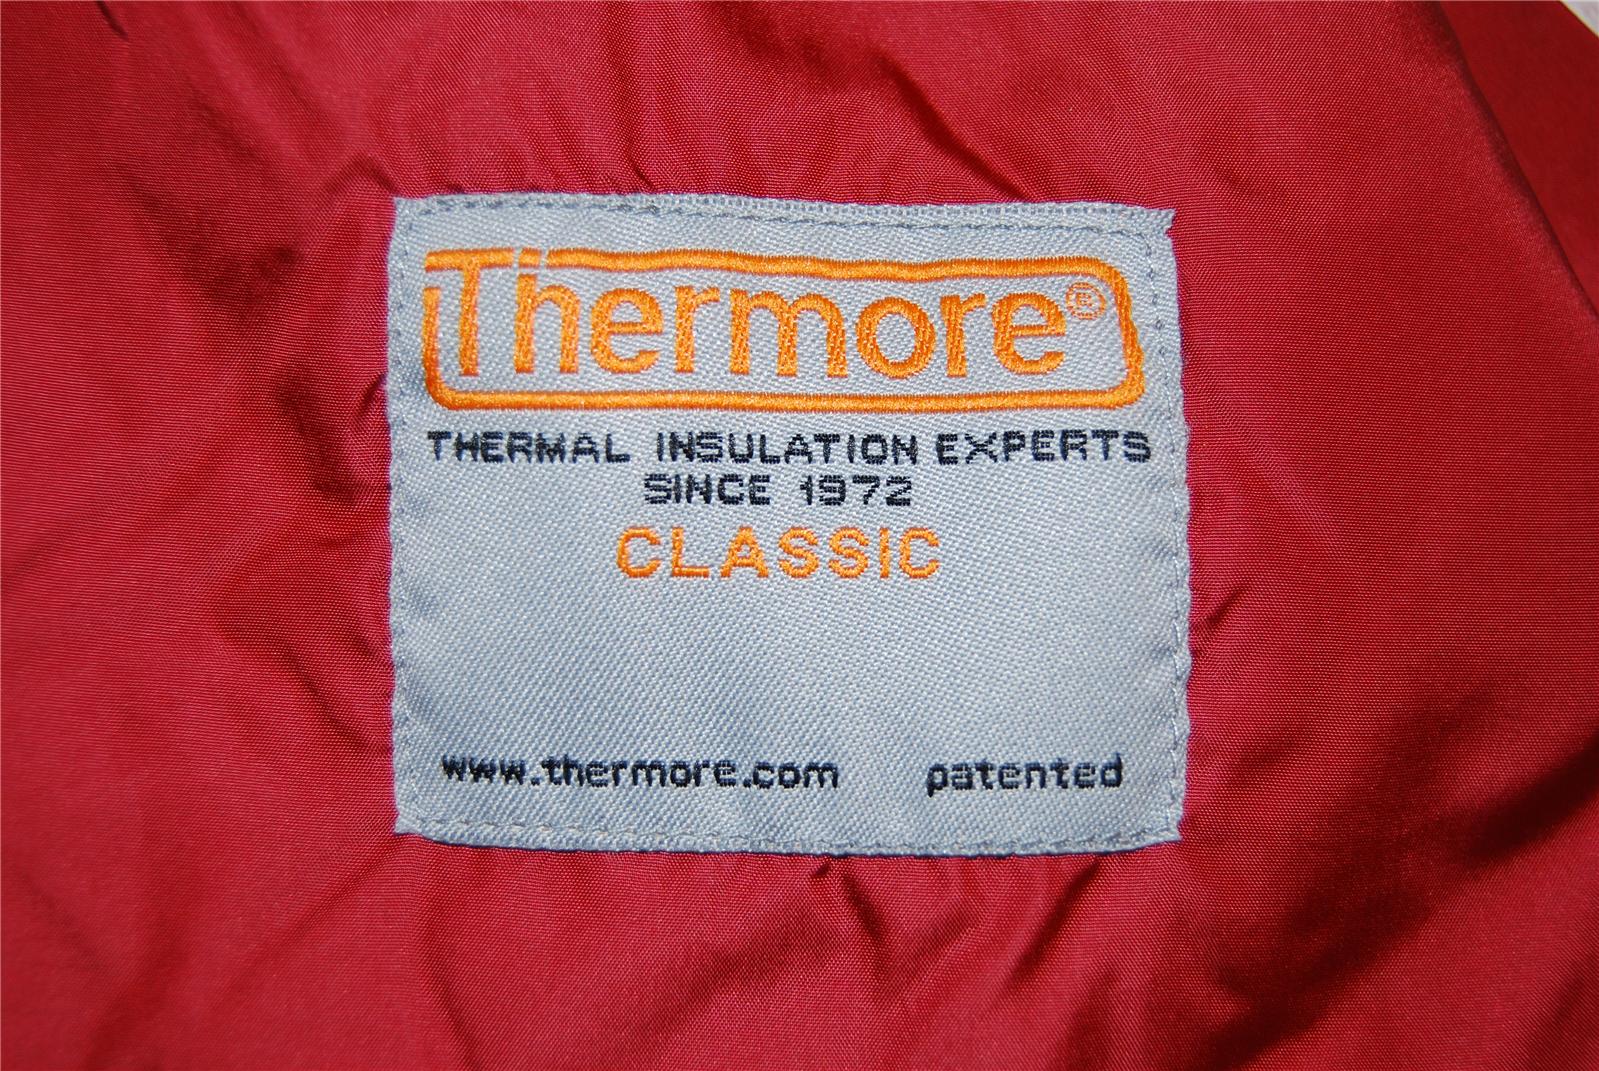 Thermore®
THERMAL INSULATION EXPERTS
SINCE 1972
CLASSIC
www.thermore.com patented